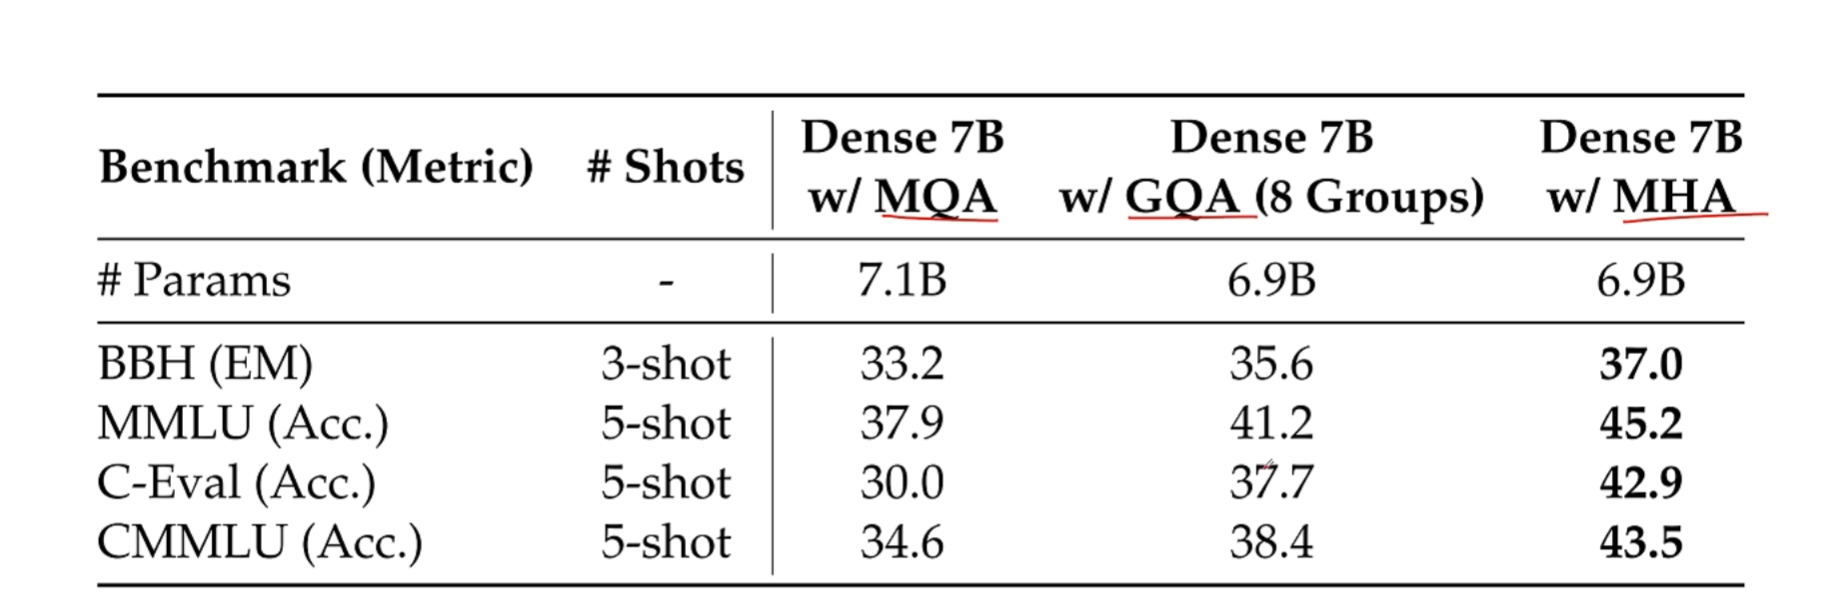 Benchmark (Metric) # Shots Dense 7B w/ MQA Dense 7B w/ GQA (8 Groups) Dense 7B w/ MHA
# Params - 7.1B 6.9B 6.9B
BBH (EM) 3-shot 33.2 35.6 37.0
MMLU (Acc.) 5-shot 37.9 41.2 45.2
C-Eval (Acc.) 5-shot 30.0 37.7 42.9
CMMLU (Acc.) 5-shot 34.6 38.4 43.5